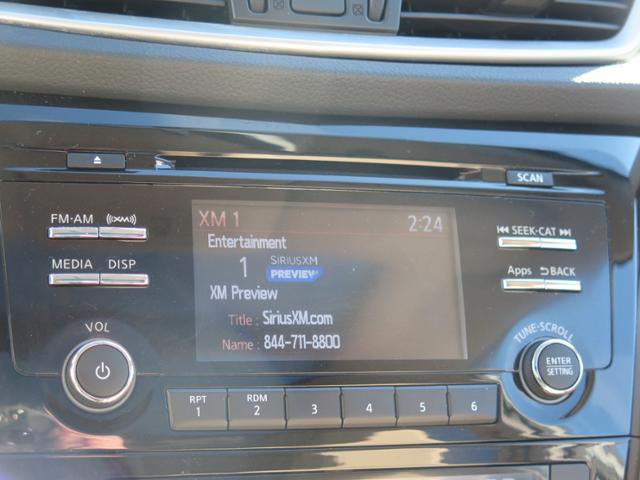 SCAN
FM·AM ((XM))
SEEK·CAT
MEDIA DISP
Apps BACK
XM 1 2:24
Entertainment
1 SIRIUSXM
PREVIEW
XM Preview
Title : SiriusXM.com
Name : 844-711-8800
VOL
TUNE·SCROLL
ENTER
SETTING
RPT RDM
1 2 3 4 5 6